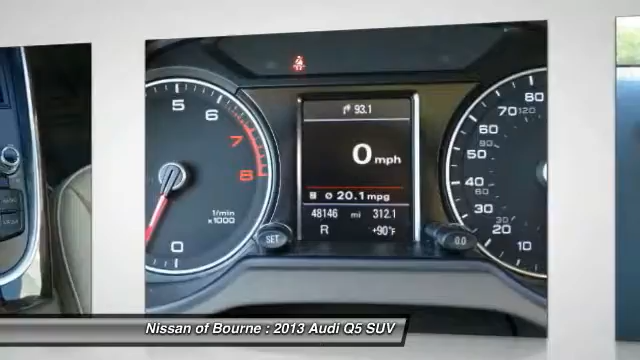 5
6
7
8
1/min
x1000
0
93.1
0 mph
ø 20.1 mpg
48146 mi 312.1
R +90°F
SET
0.0
80
70 120
60
90
50
40
60
30
30
20
10
Nissan of Bourne : 2013 Audi Q5 SUV